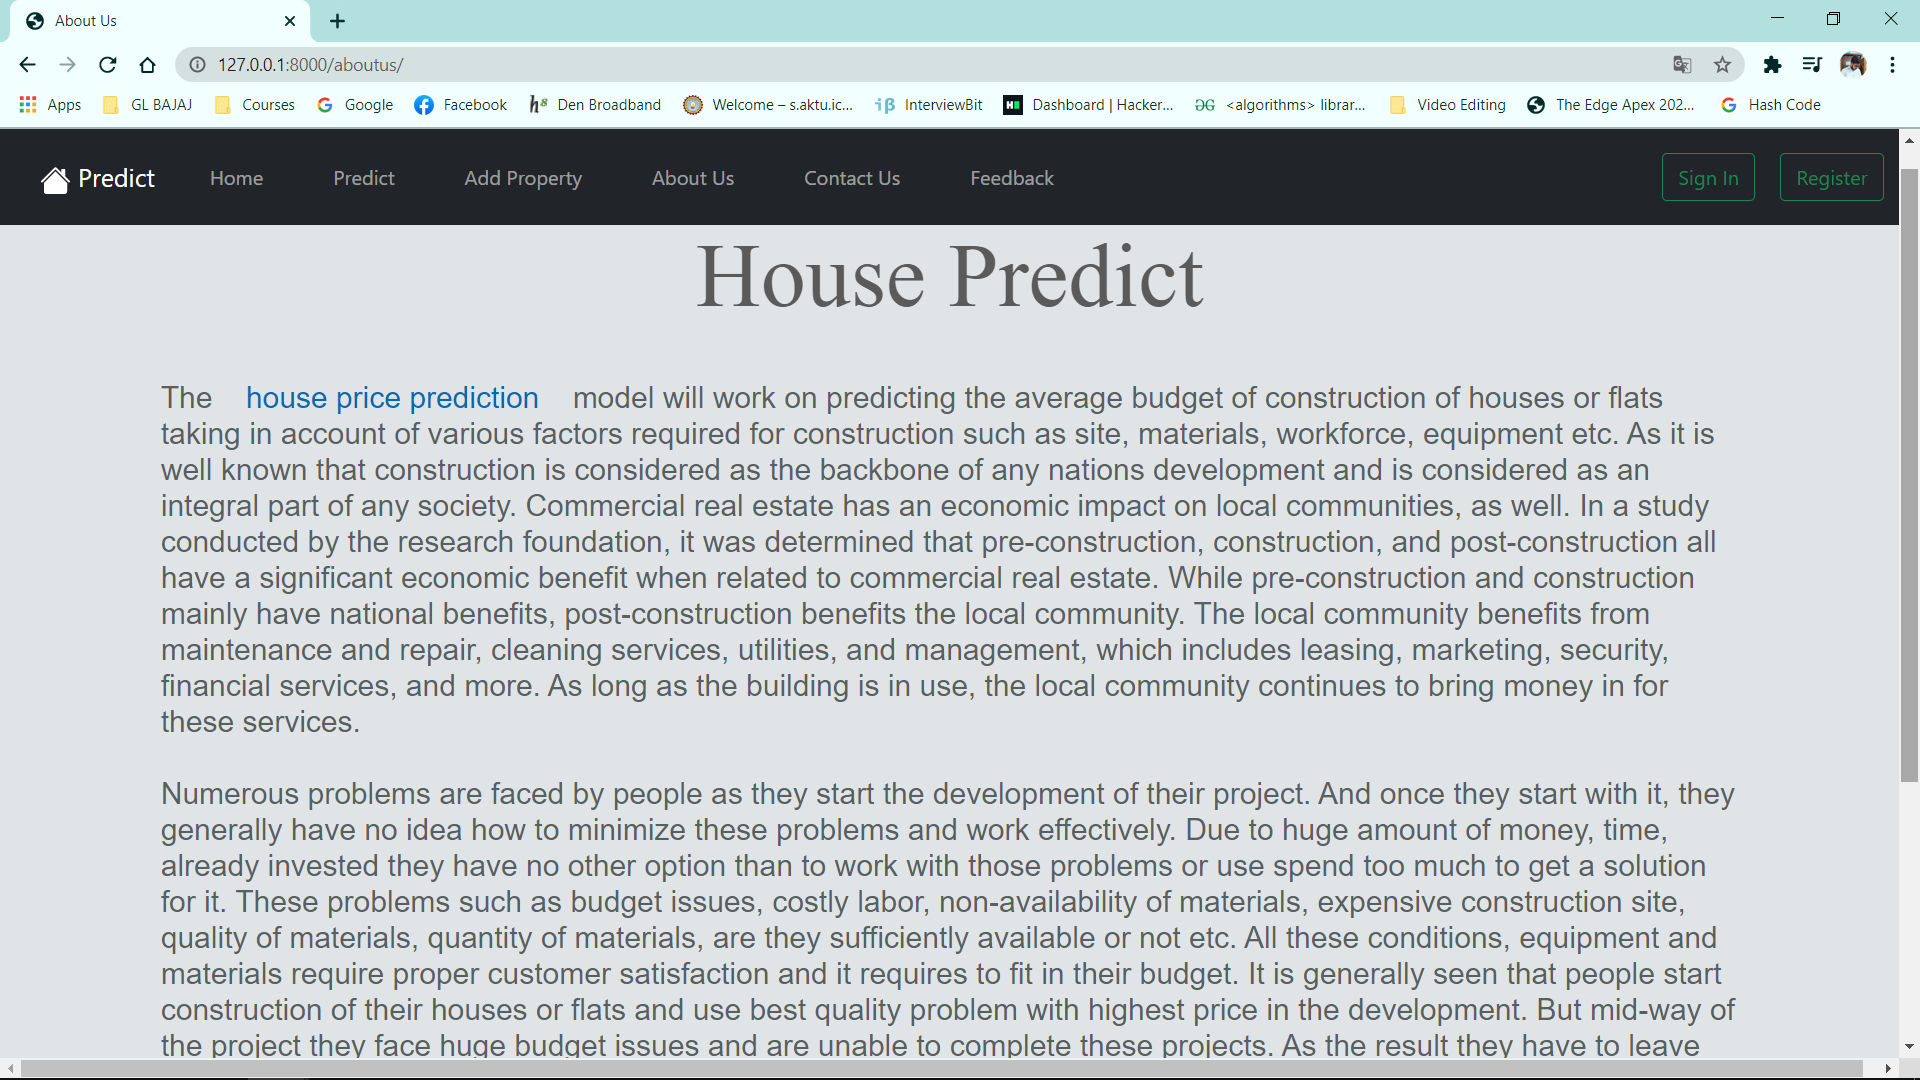 About Us
127.0.0.1:8000/aboutus/
Apps GL BAJAJ Courses Google Facebook Den Broadband Welcome – s.aktu.ic... InterviewBit Dashboard | Hacker... <algorithms> librar... Video Editing The Edge Apex 202... Hash Code
Predict Home Predict Add Property About Us Contact Us Feedback Sign In Register
House Predict
The house price prediction model will work on predicting the average budget of construction of houses or flats
taking in account of various factors required for construction such as site, materials, workforce, equipment etc. As it is
well known that construction is considered as the backbone of any nations development and is considered as an
integral part of any society. Commercial real estate has an economic impact on local communities, as well. In a study
conducted by the research foundation, it was determined that pre-construction, construction, and post-construction all
have a significant economic benefit when related to commercial real estate. While pre-construction and construction
mainly have national benefits, post-construction benefits the local community. The local community benefits from
maintenance and repair, cleaning services, utilities, and management, which includes leasing, marketing, security,
financial services, and more. As long as the building is in use, the local community continues to bring money in for
these services.
Numerous problems are faced by people as they start the development of their project. And once they start with it, they
generally have no idea how to minimize these problems and work effectively. Due to huge amount of money, time,
already invested they have no other option than to work with those problems or use spend too much to get a solution
for it. These problems such as budget issues, costly labor, non-availability of materials, expensive construction site,
quality of materials, quantity of materials, are they sufficiently available or not etc. All these conditions, equipment and
materials require proper customer satisfaction and it requires to fit in their budget. It is generally seen that people start
construction of their houses or flats and use best quality problem with highest price in the development. But mid-way of
the project they face huge budget issues and are unable to complete these projects. As the result they have to leave